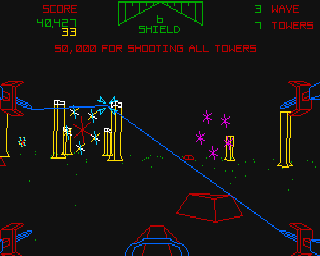 SCORE
40,427
33
6
SHIELD
3 WAVE
7 TOWERS
50,000 FOR SHOOTING ALL TOWERS